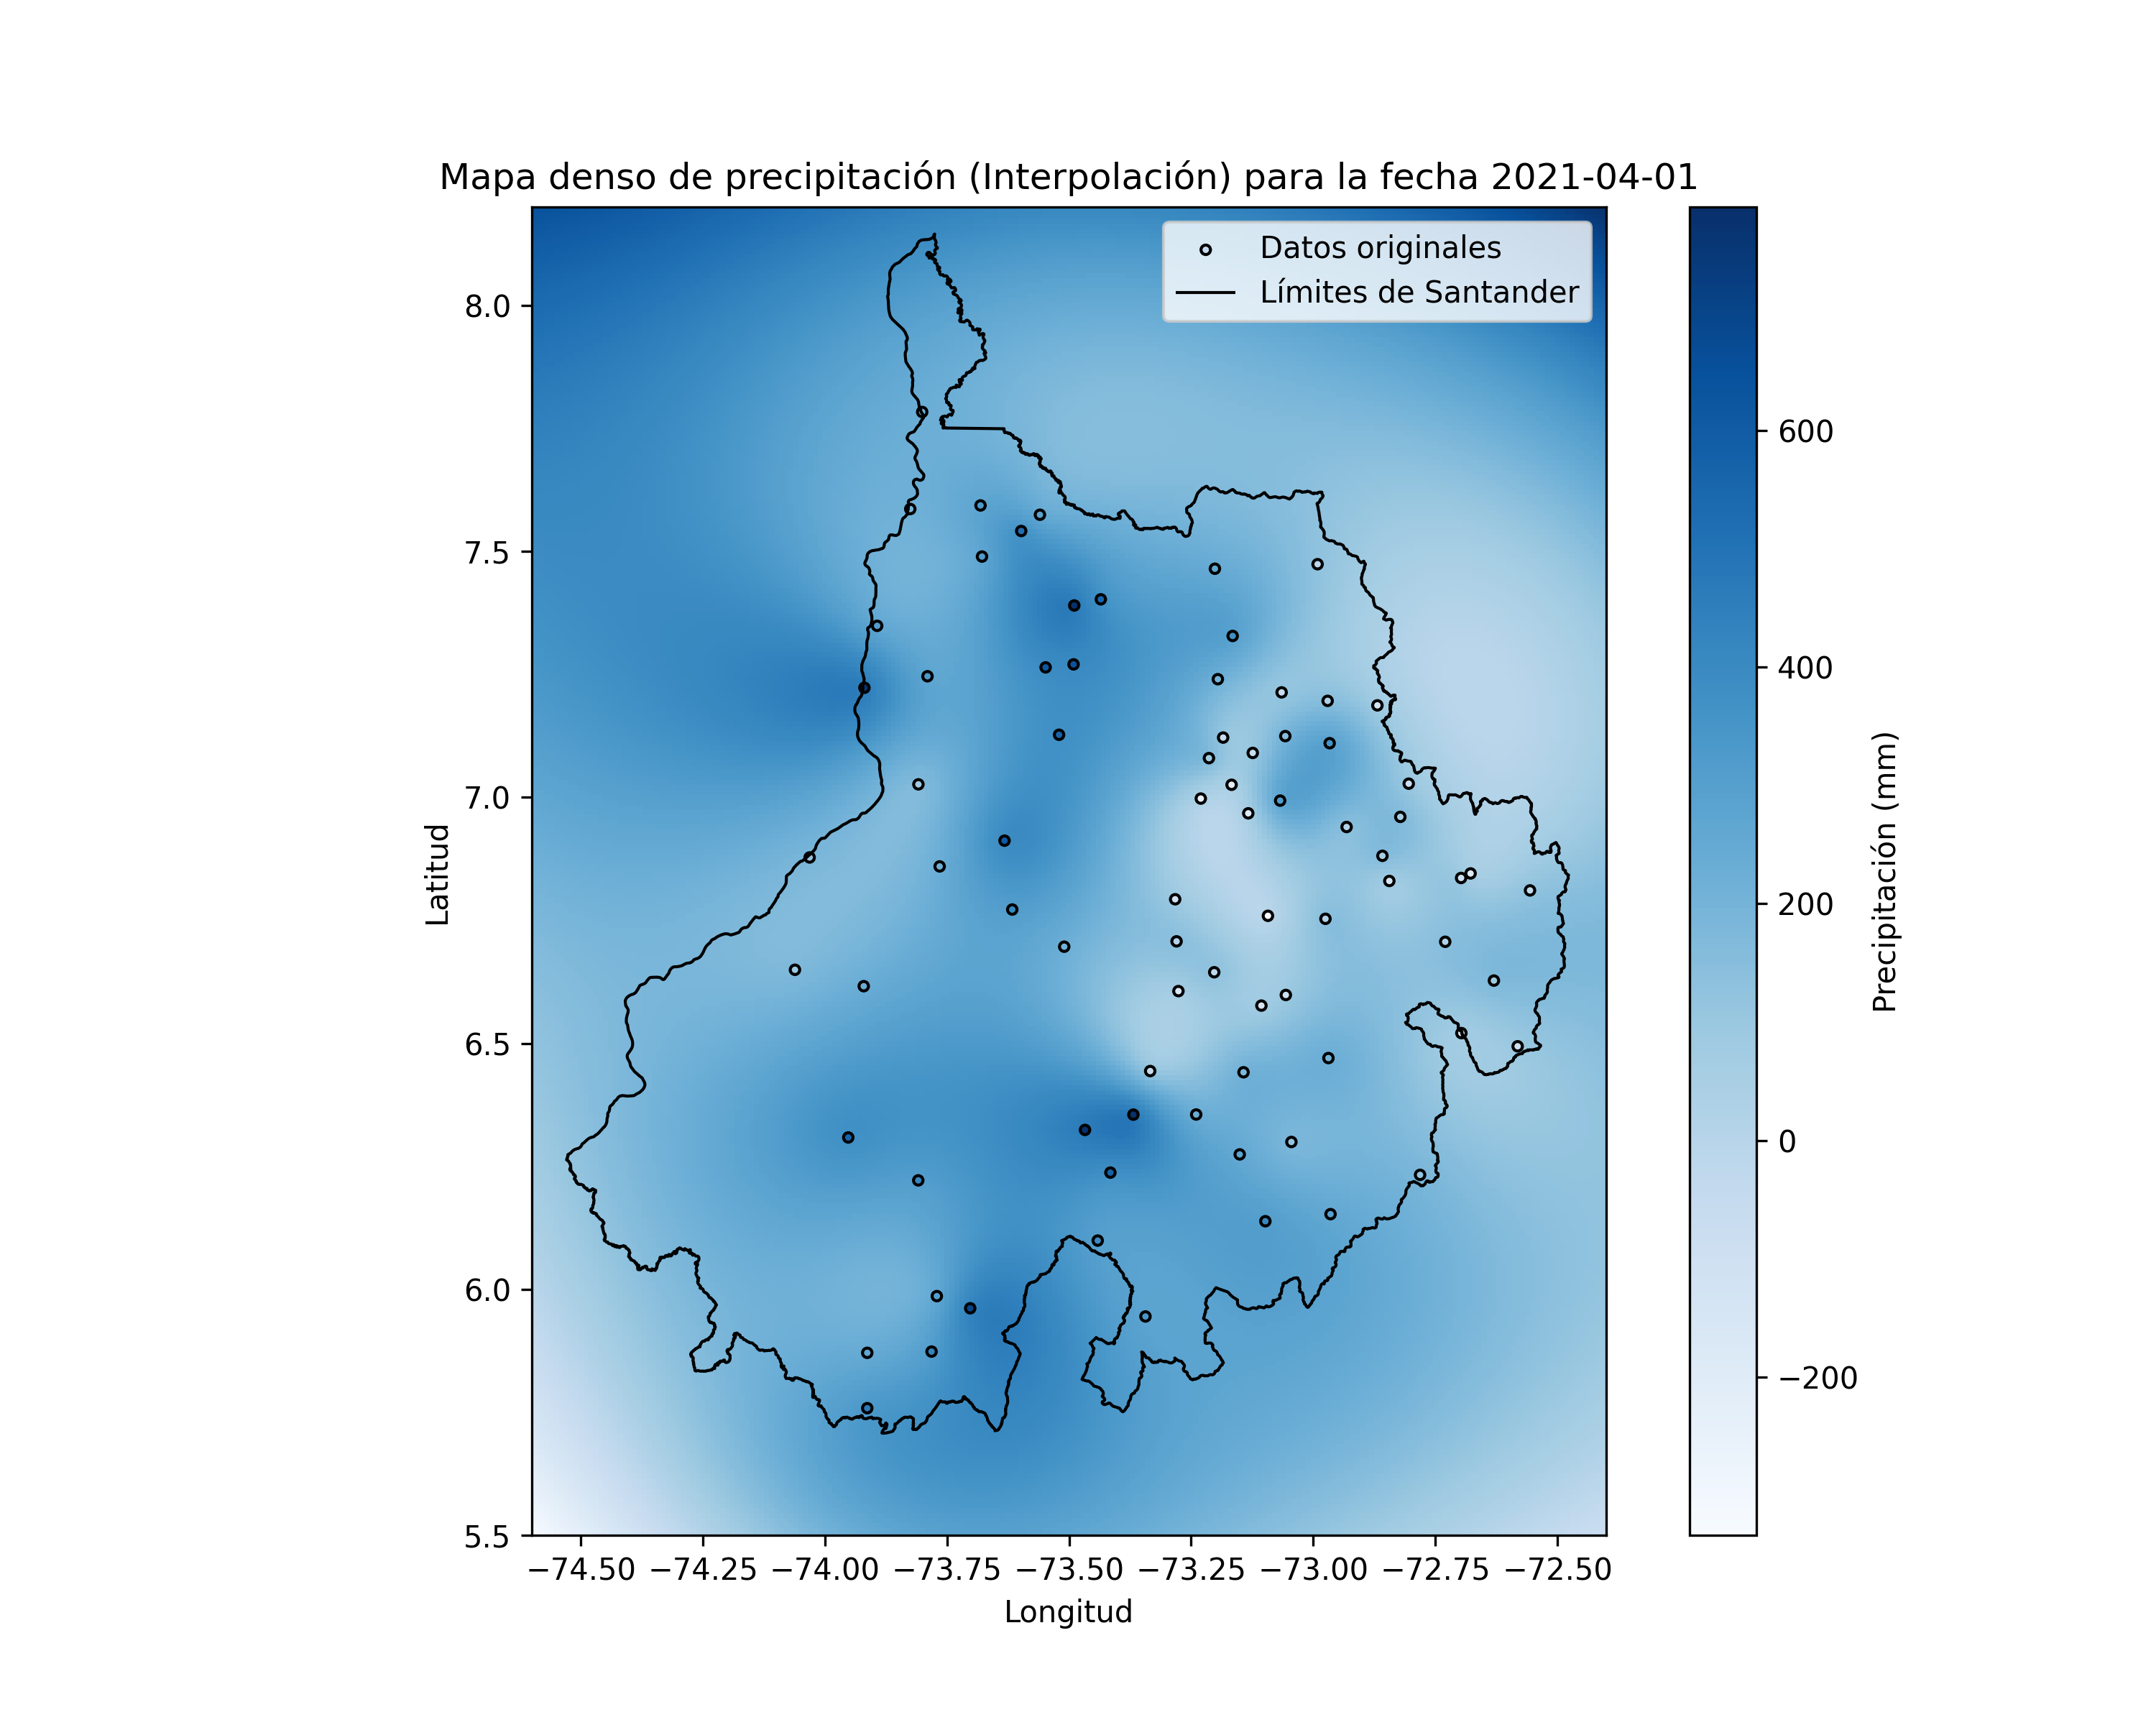 Mapa denso de precipitación (Interpolación) para la fecha 2021-04-01
Datos originales
Límites de Santander
8.0
7.5
7.0
6.5
6.0
5.5
Latitud
−74.50 −74.25 −74.00 −73.75 −73.50 −73.25 −73.00 −72.75 −72.50
Longitud
600
400
200
0
−200
Precipitación (mm)